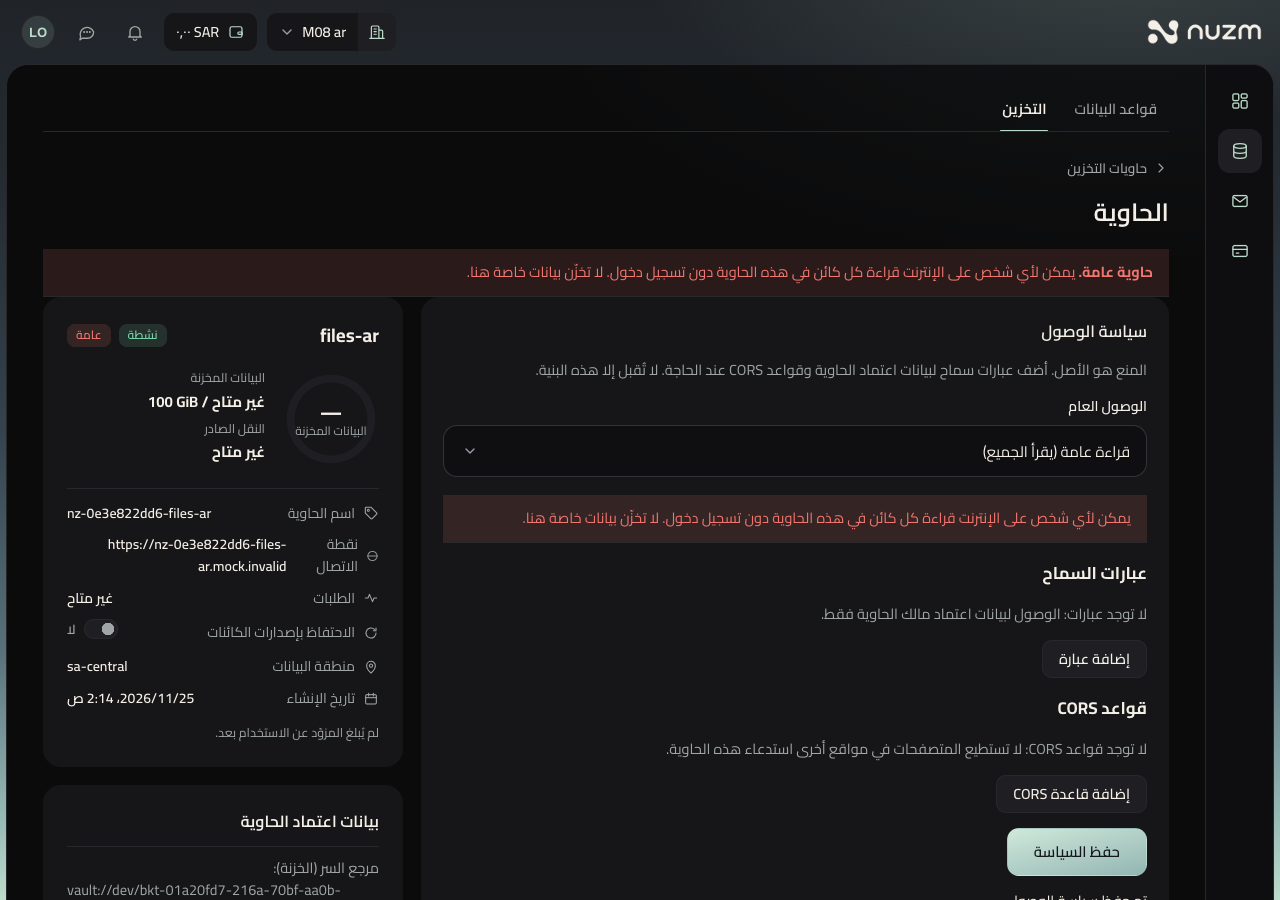 nuzm
M08 ar
SAR ٠,٠٠
LO
قواعد البيانات
التخزين
حاويات التخزين
الحاوية
حاوية عامة. يمكن لأي شخص على الإنترنت قراءة كل كائن في هذه الحاوية دون تسجيل دخول. لا تخزّن بيانات خاصة هنا.
سياسة الوصول
المنع هو الأصل. أضف عبارات سماح لبيانات اعتماد الحاوية وقواعد CORS عند الحاجة. لا تُقبل إلا هذه البنية.
الوصول العام
قراءة عامة (يقرأ الجميع)
يمكن لأي شخص على الإنترنت قراءة كل كائن في هذه الحاوية دون تسجيل دخول. لا تخزّن بيانات خاصة هنا.
عبارات السماح
لا توجد عبارات: الوصول لبيانات اعتماد مالك الحاوية فقط.
إضافة عبارة
قواعد CORS
لا توجد قواعد CORS: لا تستطيع المتصفحات في مواقع أخرى استدعاء هذه الحاوية.
إضافة قاعدة CORS
حفظ السياسة
files-ar
نشطة
عامة
—
البيانات المخزنة
البيانات المخزنة
غير متاح / 100 GiB
النقل الصادر
غير متاح
اسم الحاوية
nz-0e3e822dd6-files-ar
نقطة الاتصال
https://nz-0e3e822dd6-files-
ar.mock.invalid
الطلبات
غير متاح
الاحتفاظ بإصدارات الكائنات
لا
منطقة البيانات
sa-central
تاريخ الإنشاء
2026/11/25، 2:14 ص
لم يُبلغ المزوّد عن الاستخدام بعد.
بيانات اعتماد الحاوية
مرجع السر (الخزنة):
vault://dev/bkt-01a20fd7-216a-70bf-aa0b-